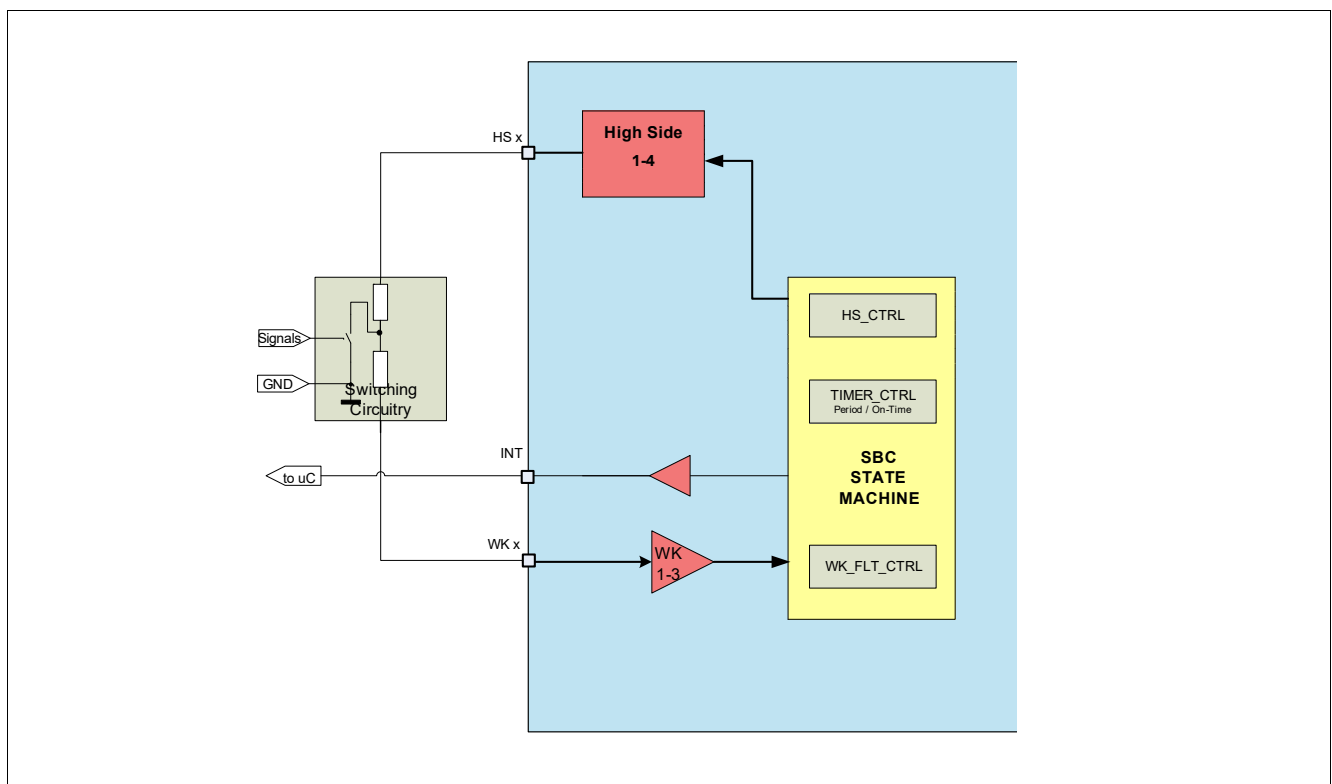 High Side
1-4
HS x
HS_CTRL
Signals
TIMER_CTRL
Period / On-Time
GND
Switching
Circuitry
INT
SBC
STATE
MACHINE
to uC
WK x
WK
1-3
WK_FLT_CTRL